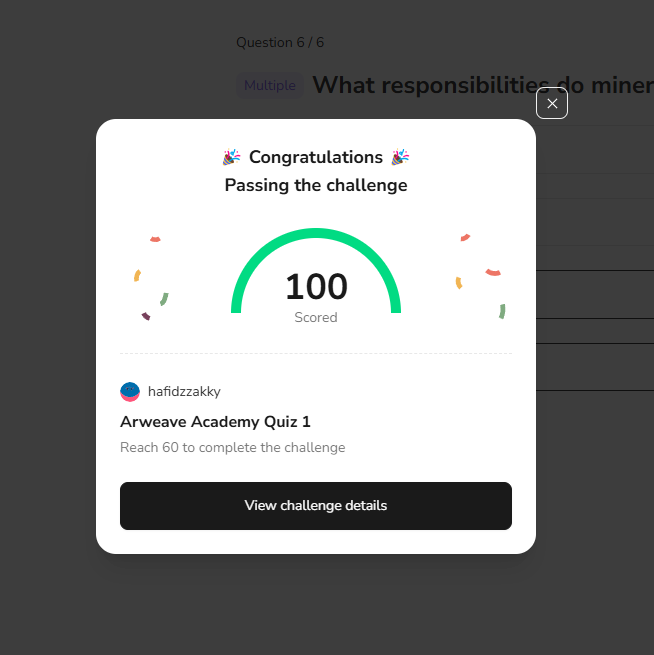 Question 6 / 6
Multiple What responsibilities do miner
🎉 Congratulations 🎉
Passing the challenge
100
Scored
hafidzzakky
Arweave Academy Quiz 1
Reach 60 to complete the challenge
View challenge details